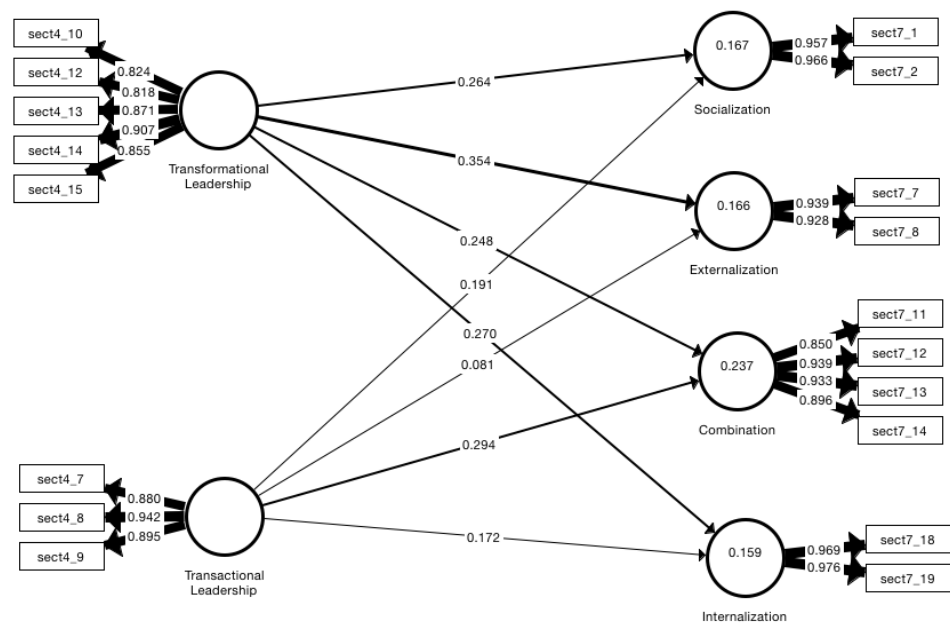 sect4_10
sect4_12
sect4_13
sect4_14
sect4_15
0.824
0.818
0.871
0.907
0.855
Transformational
Leadership
sect4_7
sect4_8
sect4_9
0.880
0.942
0.895
Transactional
Leadership
0.264
0.354
0.248
0.191
0.270
0.081
0.294
0.172
0.167
Socialization
0.957
0.966
sect7_1
sect7_2
0.166
Externalization
0.939
0.928
sect7_7
sect7_8
0.237
Combination
0.850
0.939
0.933
0.896
sect7_11
sect7_12
sect7_13
sect7_14
0.159
Internalization
0.969
0.976
sect7_18
sect7_19